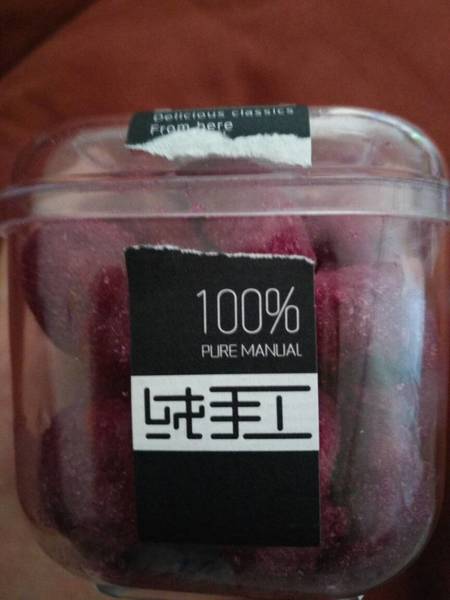 Delicious classics
From here
100%
PURE MANUAL
纯手工